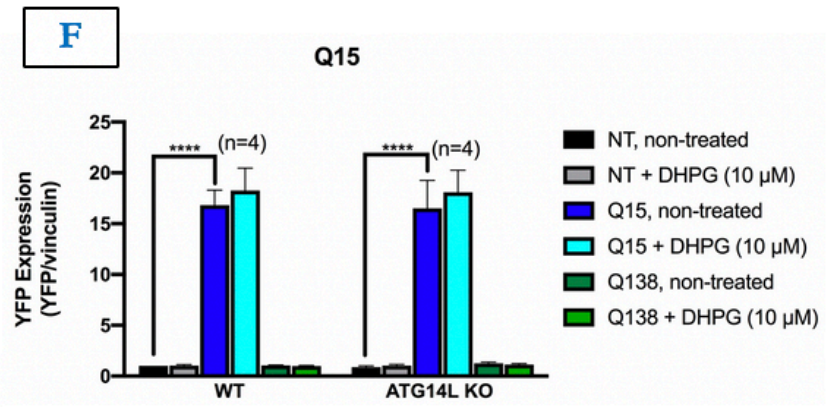 F
Q15
YFP Expression
(YFP/vinculin)
25
20
15
10
5
0
**** (n=4)
**** (n=4)
WT
ATG14L KO
NT, non-treated
NT + DHPG (10 µM)
Q15, non-treated
Q15 + DHPG (10 µM)
Q138, non-treated
Q138 + DHPG (10 µM)